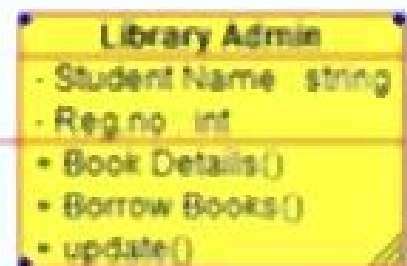 Library Admin
- Student Name string
- Reg.no int
+ Book Details()
+ Borrow Books()
+ update()